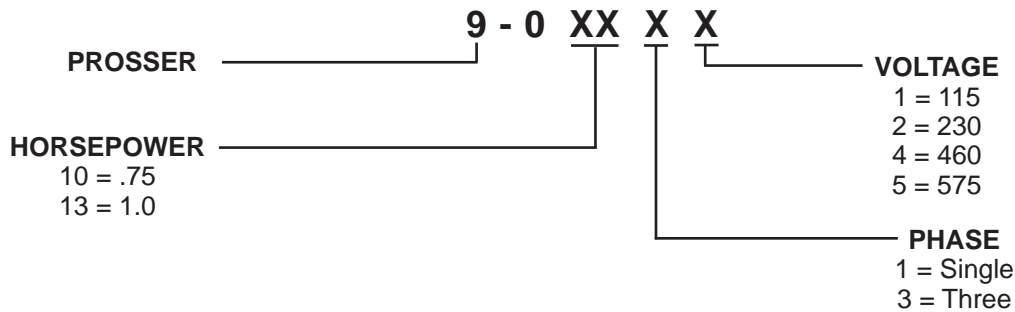 9 - 0 XX X X
PROSSER
HORSEPOWER
10 = .75
13 = 1.0
VOLTAGE
1 = 115
2 = 230
4 = 460
5 = 575
PHASE
1 = Single
3 = Three